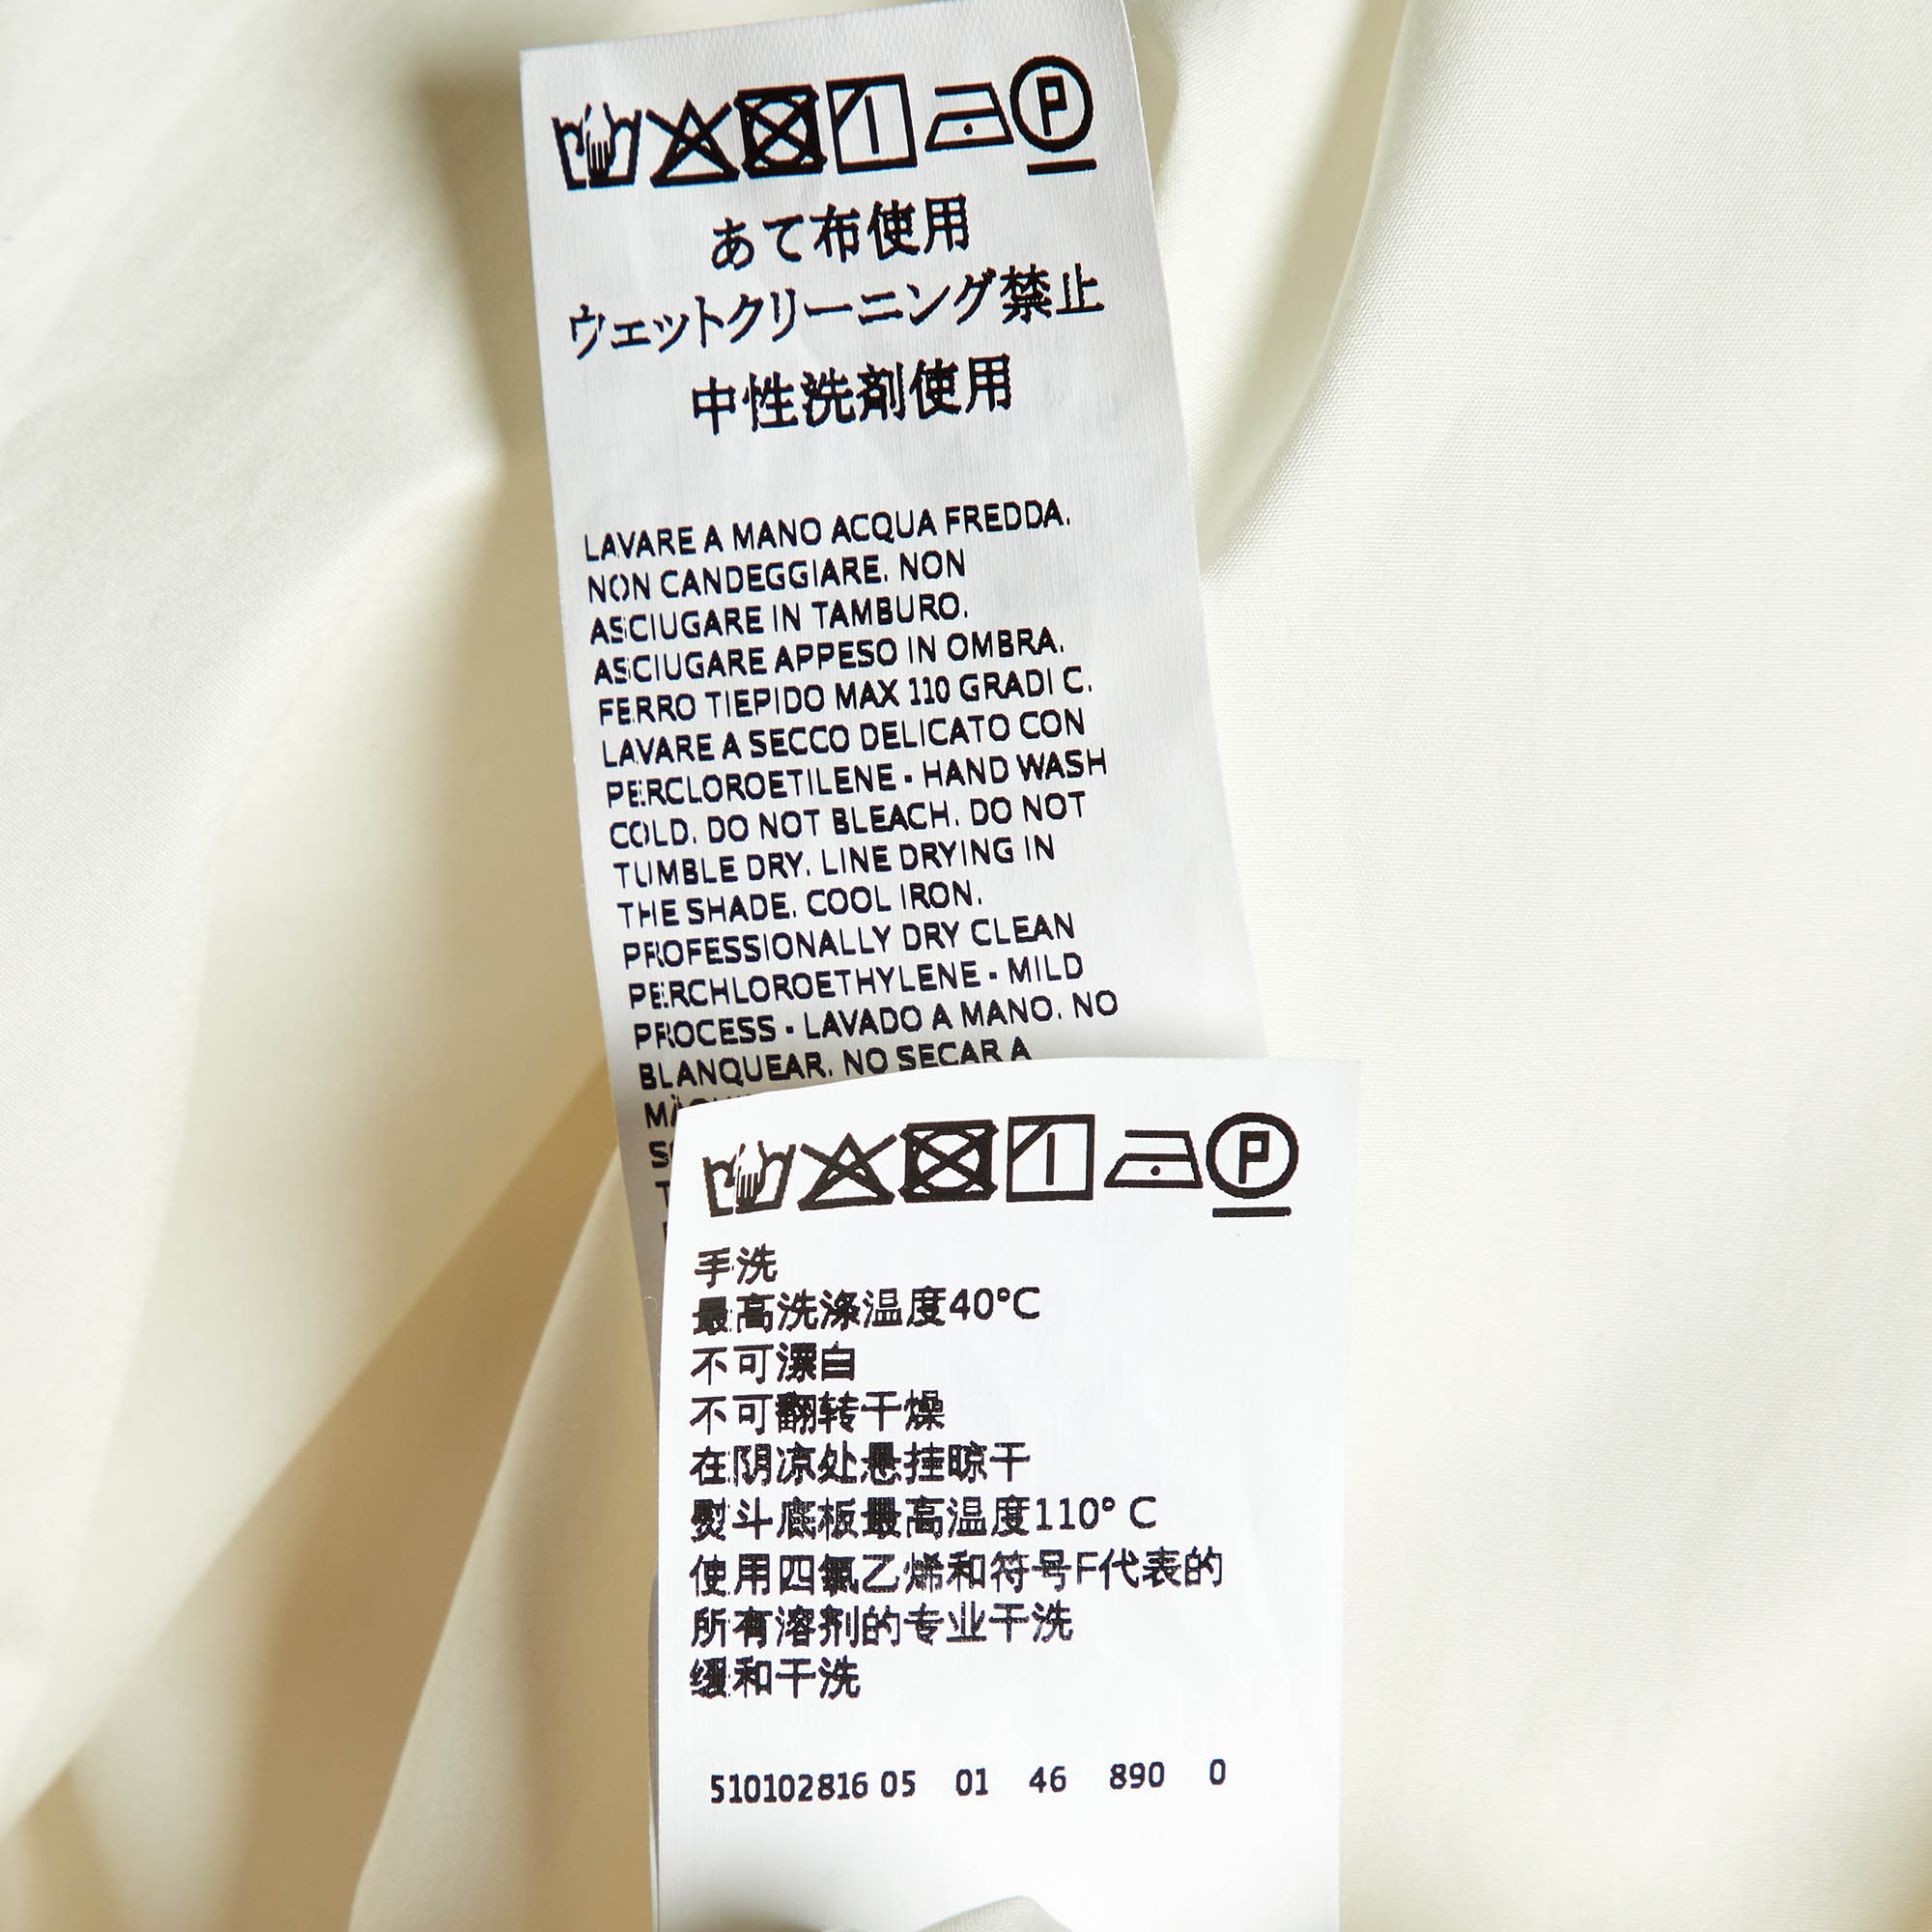 P
あて布使用
ウェットクリーニング禁止
中性洗剤使用
LAVARE A MANO ACQUA FREDDA.
NON CANDEGGIARE. NON
ASCIUGARE IN TAMBURO.
ASCIUGARE APPESO IN OMBRA.
FERRO TIEPIDO MAX 110 GRADI C.
LAVARE A SECCO DELICATO CON
PERCLOROETILENE - HAND WASH
COLD. DO NOT BLEACH. DO NOT
TUMBLE DRY. LINE DRYING IN
THE SHADE. COOL IRON.
PROFESSIONALLY DRY CLEAN
PERCHLOROETHYLENE - MILD
PROCESS - LAVADO A MANO. NO
BLANQUEAR. NO SECAR A
P
手洗
最高洗涤温度40°C
不可漂白
不可翻转干燥
在阴凉处悬挂晾干
熨斗底板最高温度110° C
使用四氯乙烯和符号F代表的
所有溶剂的专业干洗
缓和干洗
510102816 05 01 46 890 0